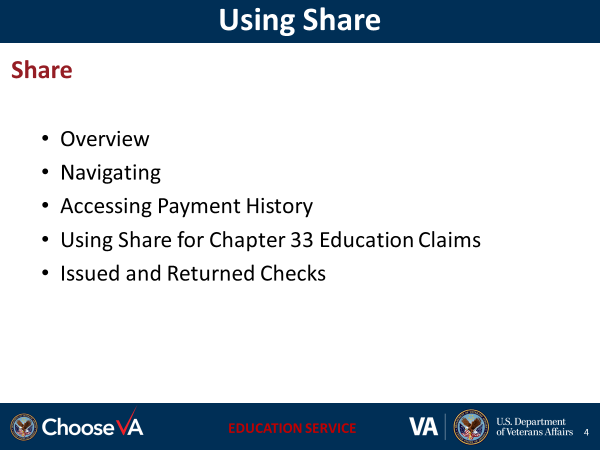 Using Share
Share
• Overview
• Navigating
• Accessing Payment History
• Using Share for Chapter 33 Education Claims
• Issued and Returned Checks
ChooseVA
EDUCATION SERVICE
VA
U.S. Department
of Veterans Affairs
4